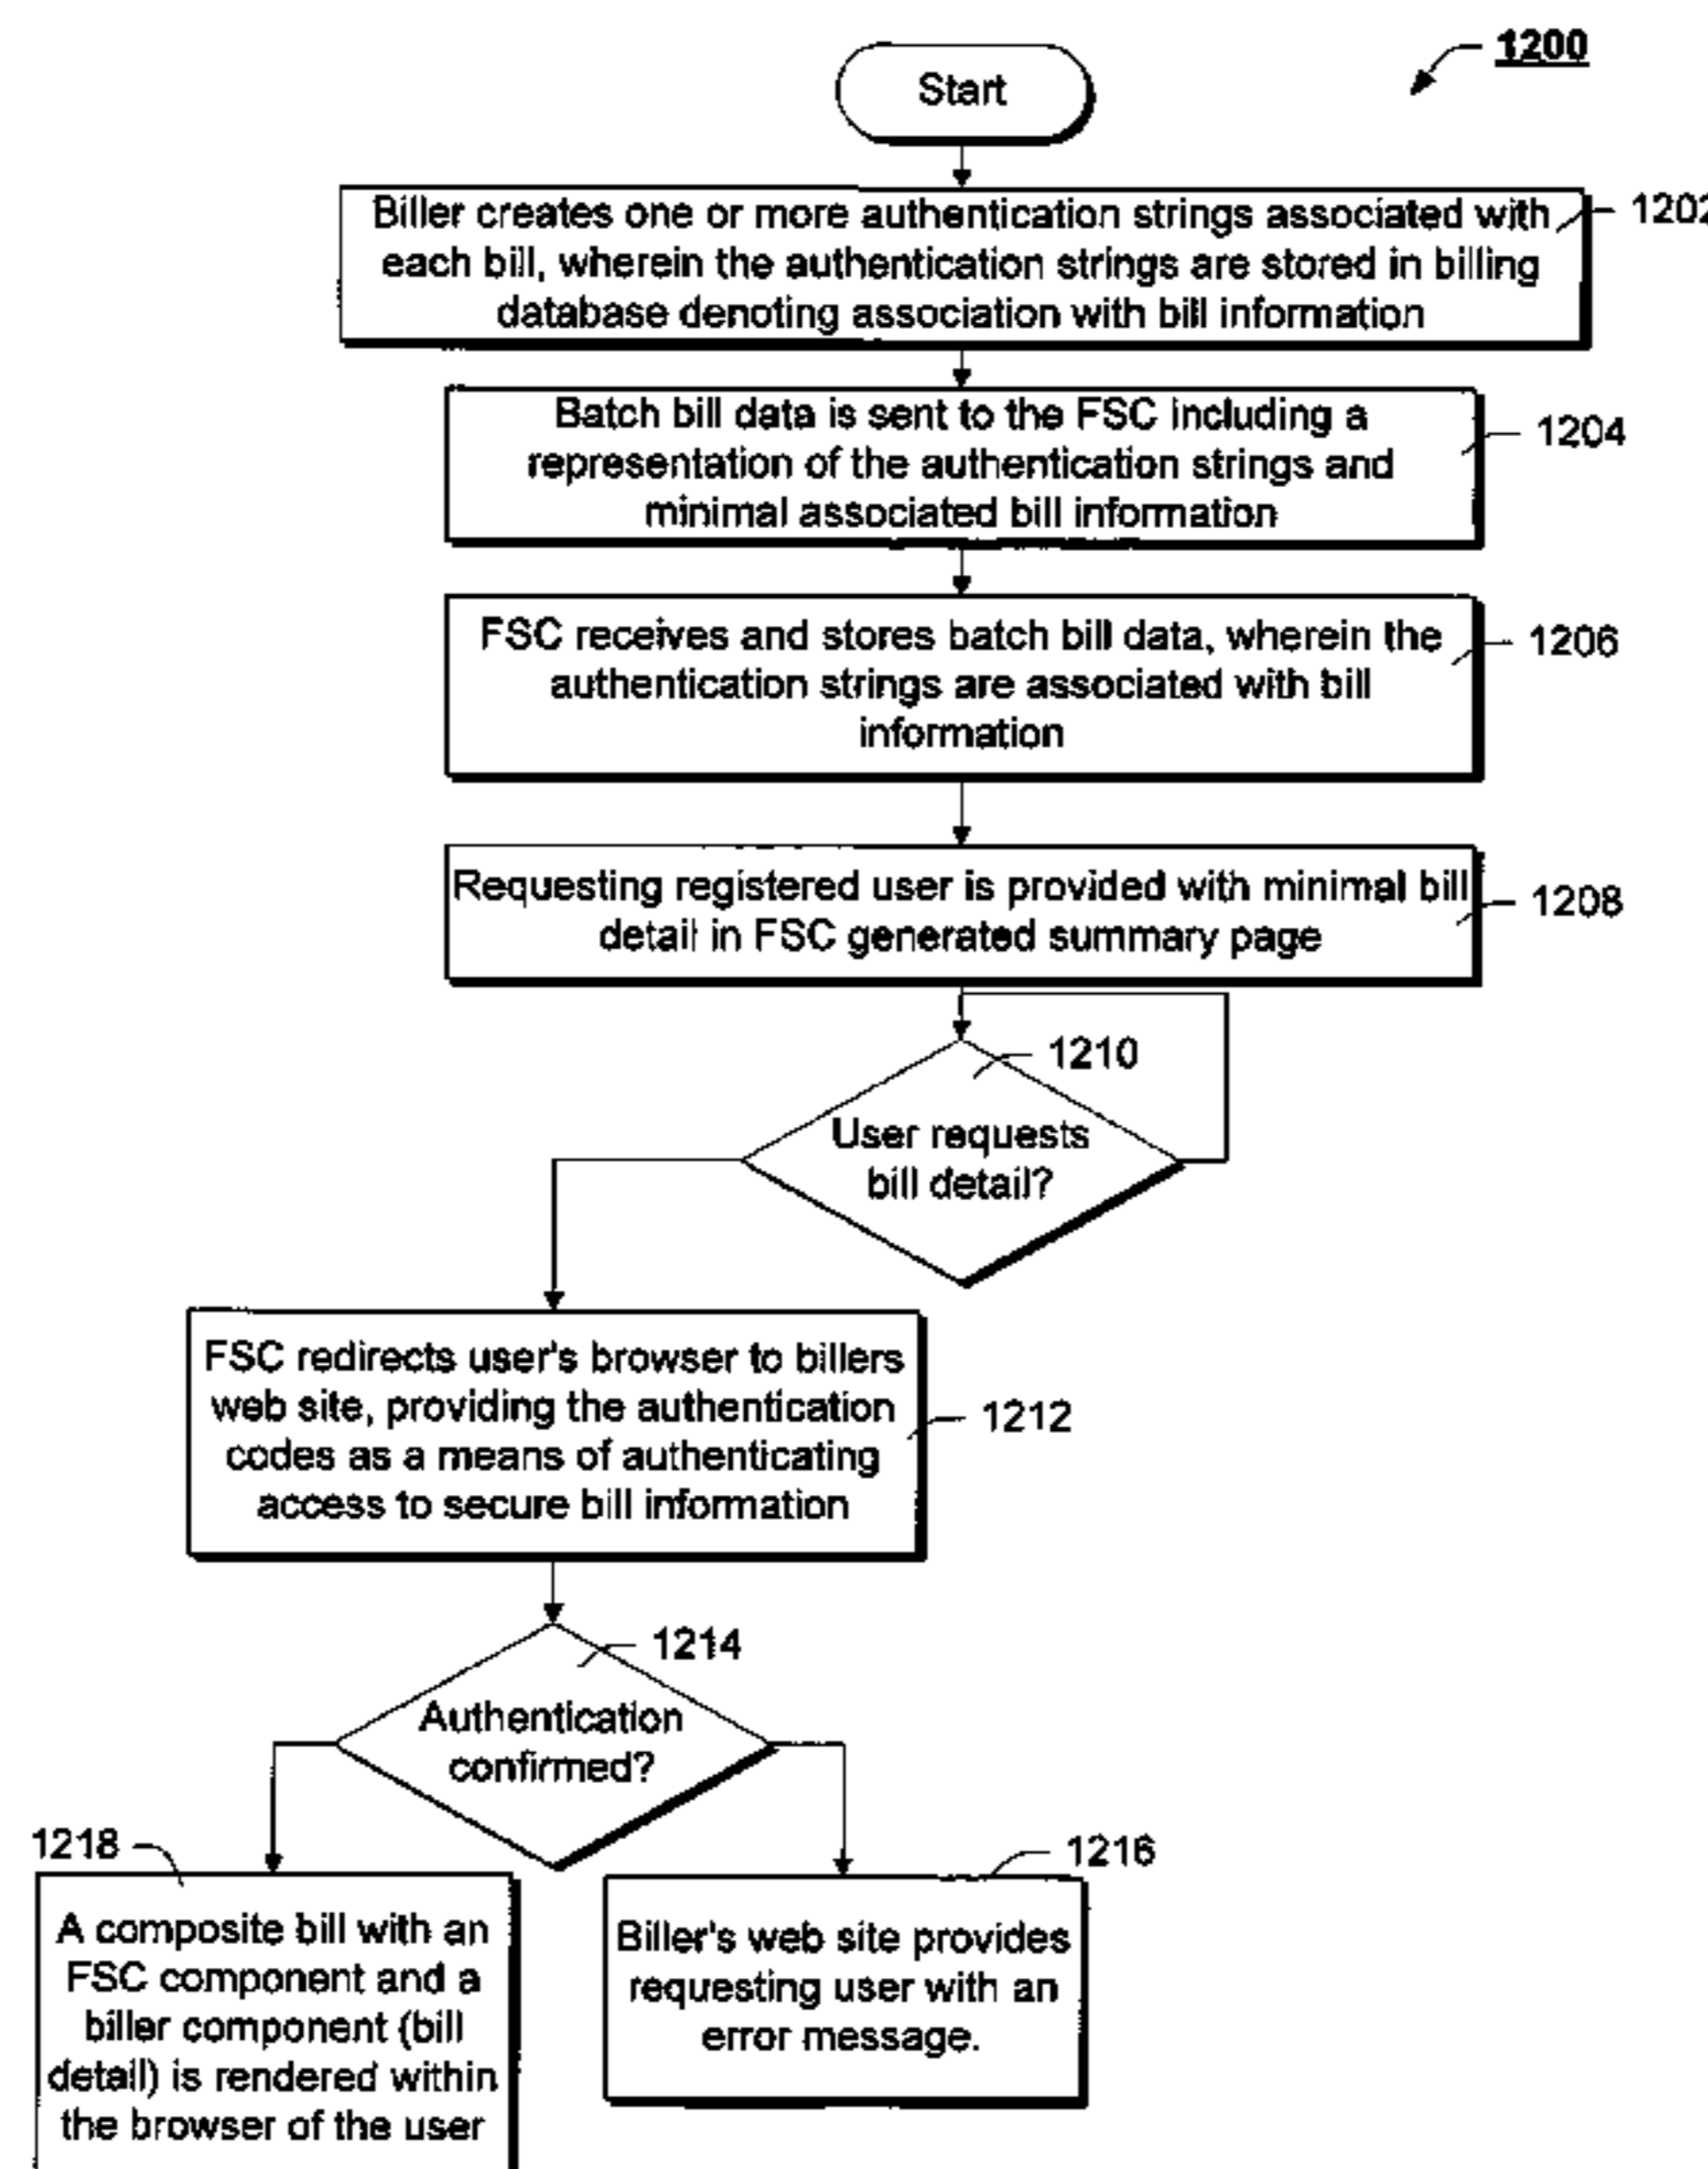 1200
Start
Biller creates one or more authentication strings associated with
each bill, wherein the authentication strings are stored in billing
database denoting association with bill information
1202
Batch bill data is sent to the FSC including a
representation of the authentication strings and
minimal associated bill information
1204
FSC receives and stores batch bill data, wherein the
authentication strings are associated with bill
information
1206
Requesting registered user is provided with minimal bill
detail in FSC generated summary page
1208
1210
User requests
bill detail?
FSC redirects user's browser to billers
web site, providing the authentication
codes as a means of authenticating
access to secure bill information
1212
1214
Authentication
confirmed?
1218
A composite bill with an
FSC component and a
biller component (bill
detail) is rendered within
the browser of the user
1216
Biller's web site provides
requesting user with an
error message.